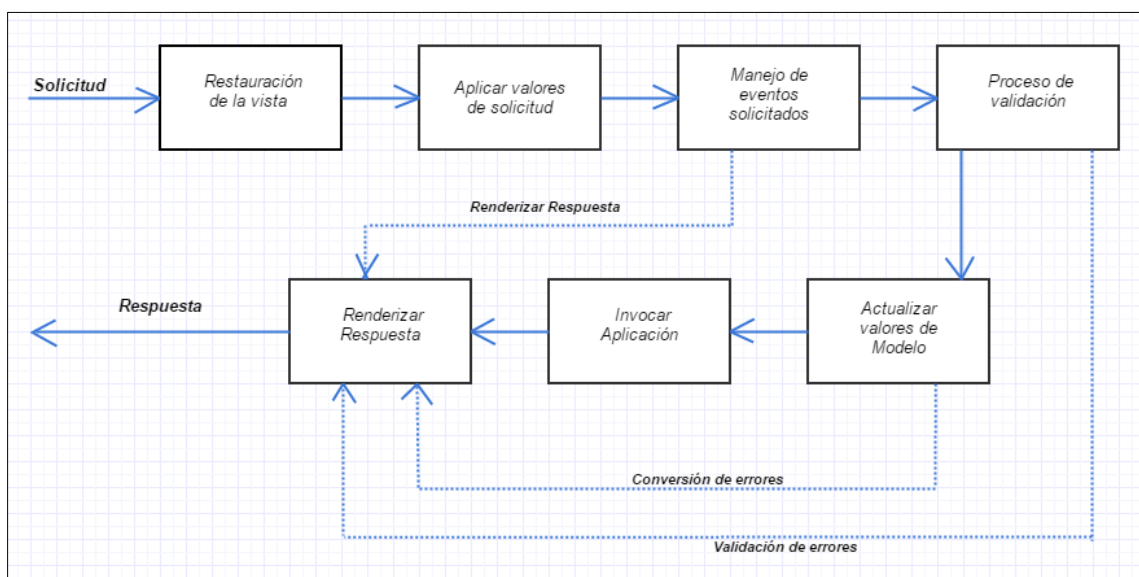 Solicitud
Restauración
de la vista
Aplicar valores
de solicitud
Manejo de
eventos
solicitados
Proceso de
validación
Renderizar Respuesta
Respuesta
Renderizar
Respuesta
Invocar
Aplicación
Actualizar
valores de
Modelo
Conversión de errores
Validación de errores